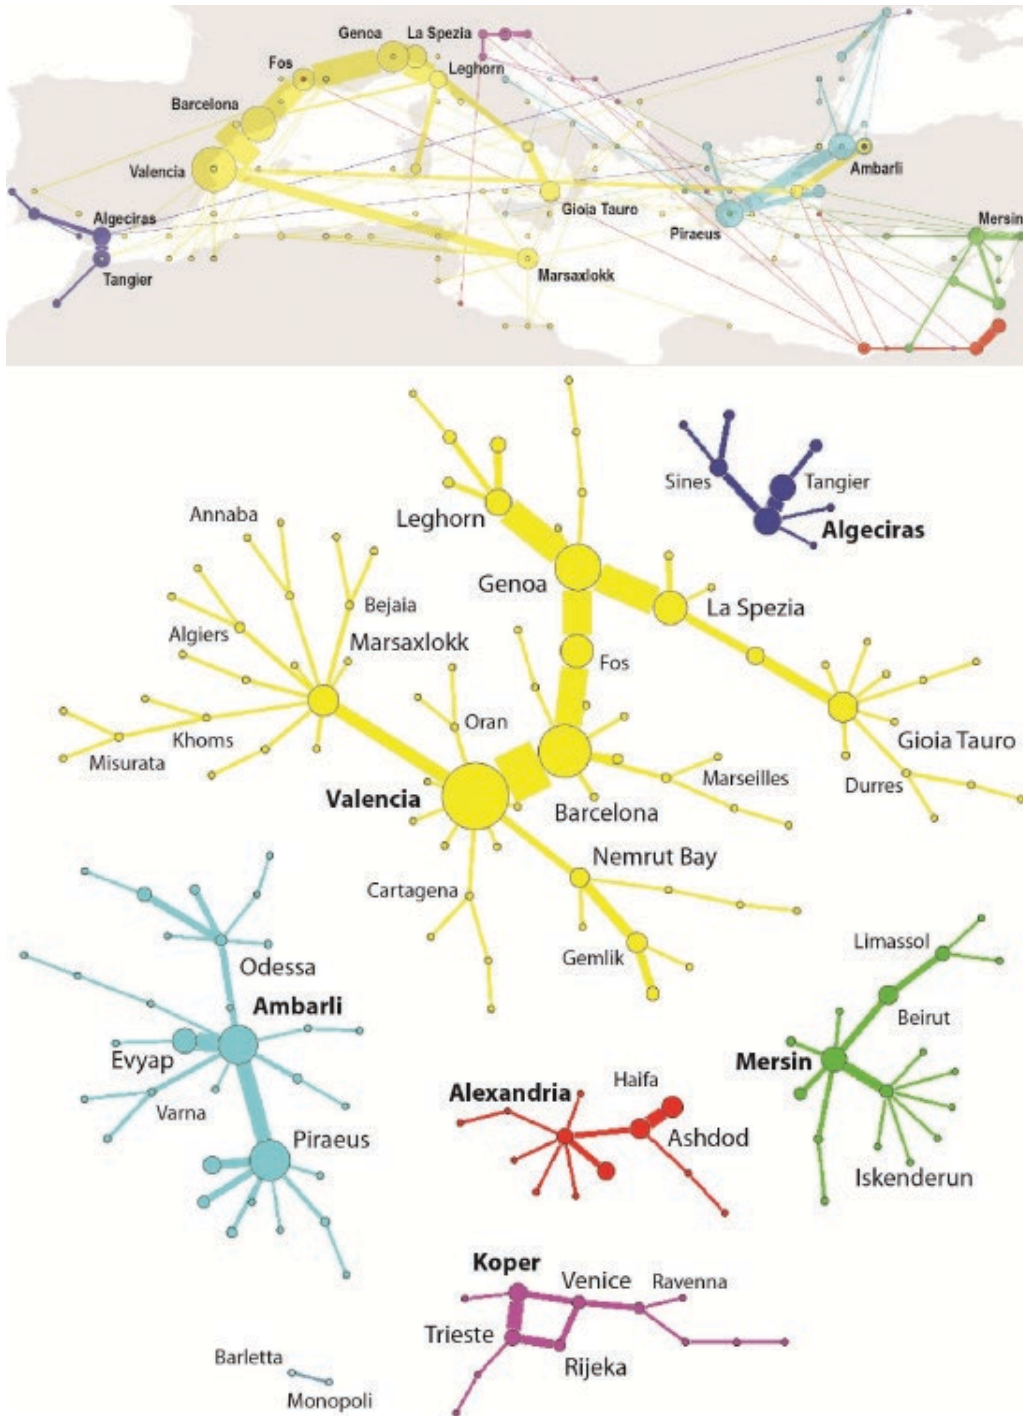 Genoa
La Spezia
Fos
Leghorn
Barcelona
Valencia
Ambarli
Gioia Tauro
Piraeus
Mersin
Algeciras
Tangier
Marsaxlokk
Sines
Tangier
Algeciras
Leghorn
Annaba
Genoa
La Spezia
Bejaia
Algiers
Marsaxlokk
Fos
Oran
Khoms
Misurata
Gioia Tauro
Marseilles
Durres
Valencia
Barcelona
Nemrut Bay
Cartagena
Gemlik
Limassol
Odessa
Ambarli
Beirut
Evyap
Mersin
Varna
Alexandria
Haifa
Ashdod
Piraeus
Iskenderun
Koper
Venice
Ravenna
Trieste
Rijeka
Barletta
Monopoli